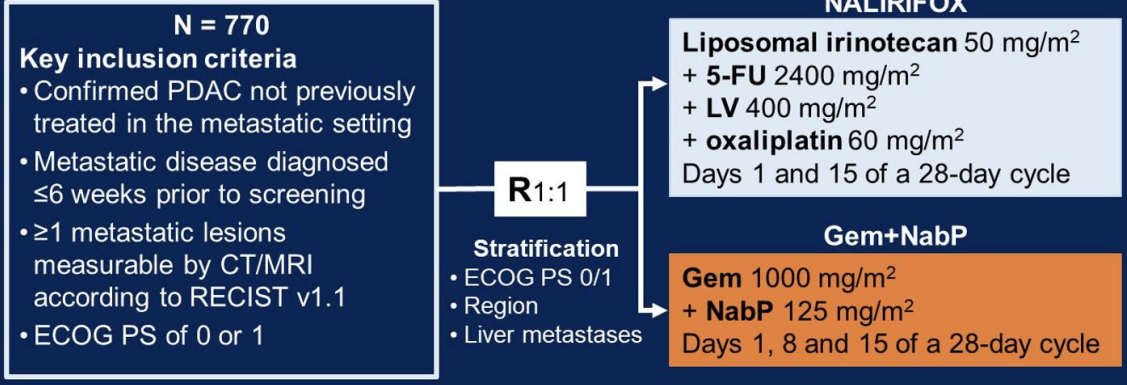 N = 770
Key inclusion criteria
• Confirmed PDAC not previously
treated in the metastatic setting
• Metastatic disease diagnosed
≤6 weeks prior to screening
• ≥1 metastatic lesions
measurable by CT/MRI
according to RECIST v1.1
• ECOG PS of 0 or 1
R1:1
Stratification
• ECOG PS 0/1
• Region
• Liver metastases
NALIRIFOX
Liposomal irinotecan 50 mg/m²
+ 5-FU 2400 mg/m²
+ LV 400 mg/m²
+ oxaliplatin 60 mg/m²
Days 1 and 15 of a 28-day cycle
Gem+NabP
Gem 1000 mg/m²
+ NabP 125 mg/m²
Days 1, 8 and 15 of a 28-day cycle